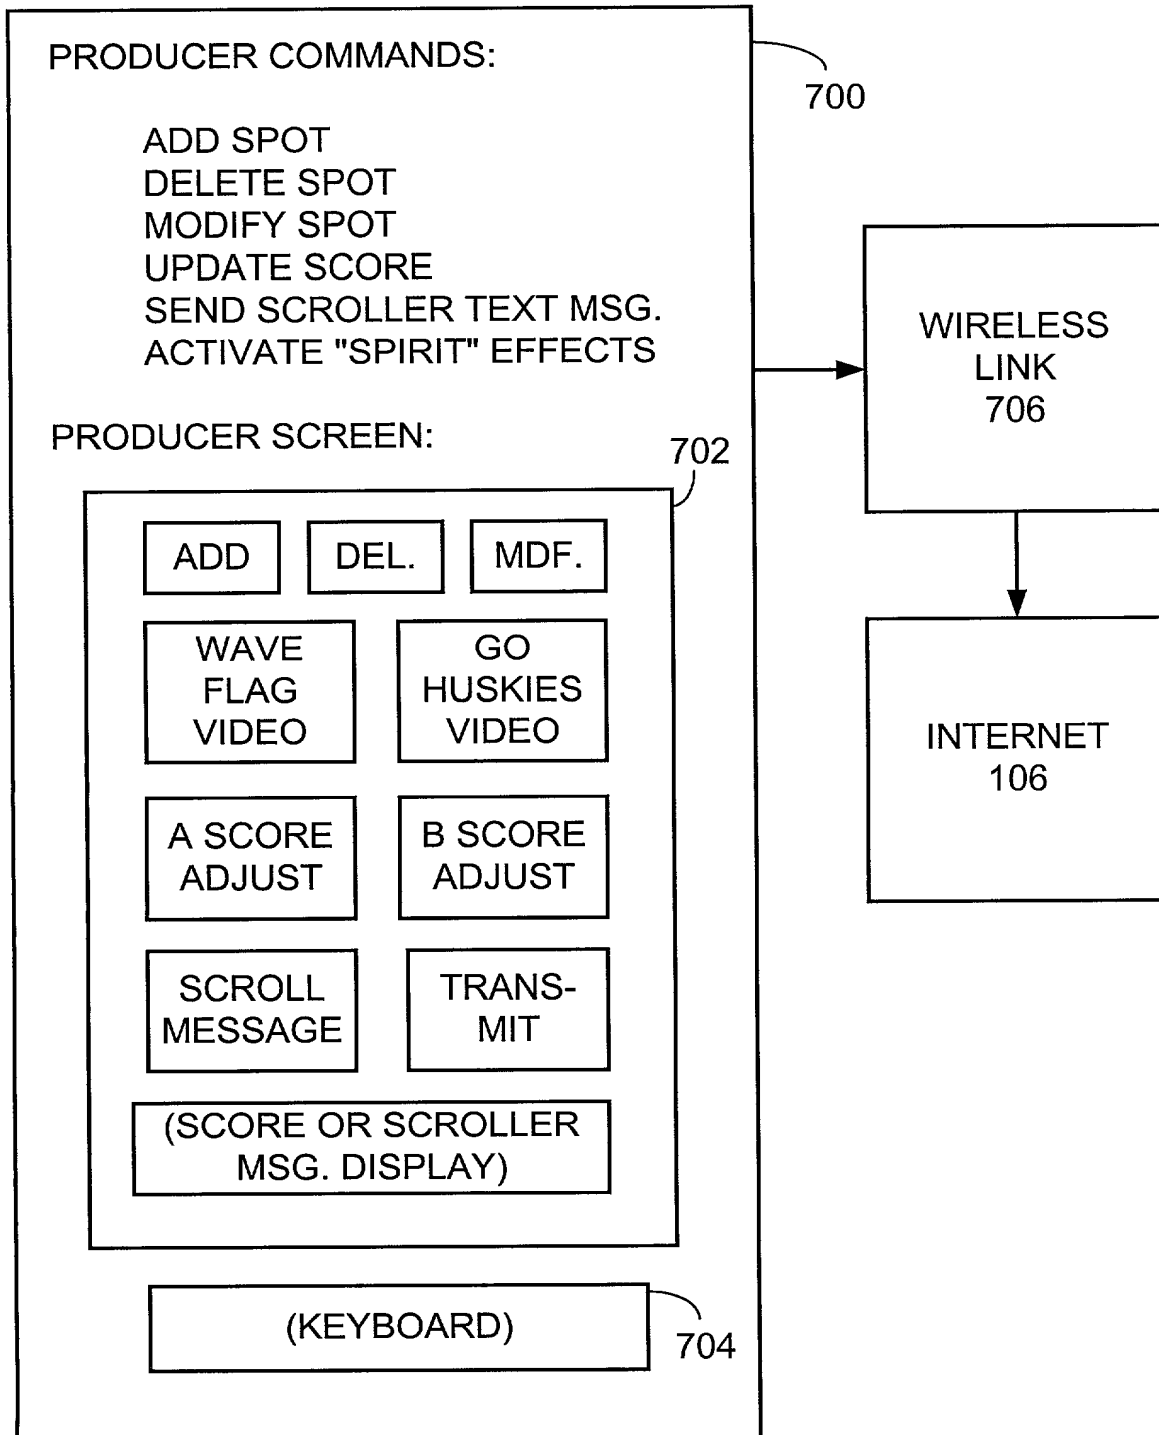 PRODUCER COMMANDS:
700
ADD SPOT
DELETE SPOT
MODIFY SPOT
UPDATE SCORE
SEND SCROLLER TEXT MSG.
ACTIVATE "SPIRIT" EFFECTS
WIRELESS
LINK
706
PRODUCER SCREEN:
702
ADD
DEL.
MDF.
WAVE
FLAG
VIDEO
GO
HUSKIES
VIDEO
INTERNET
106
A SCORE
ADJUST
B SCORE
ADJUST
SCROLL
MESSAGE
TRANS-
MIT
(SCORE OR SCROLLER
MSG. DISPLAY)
(KEYBOARD)
704